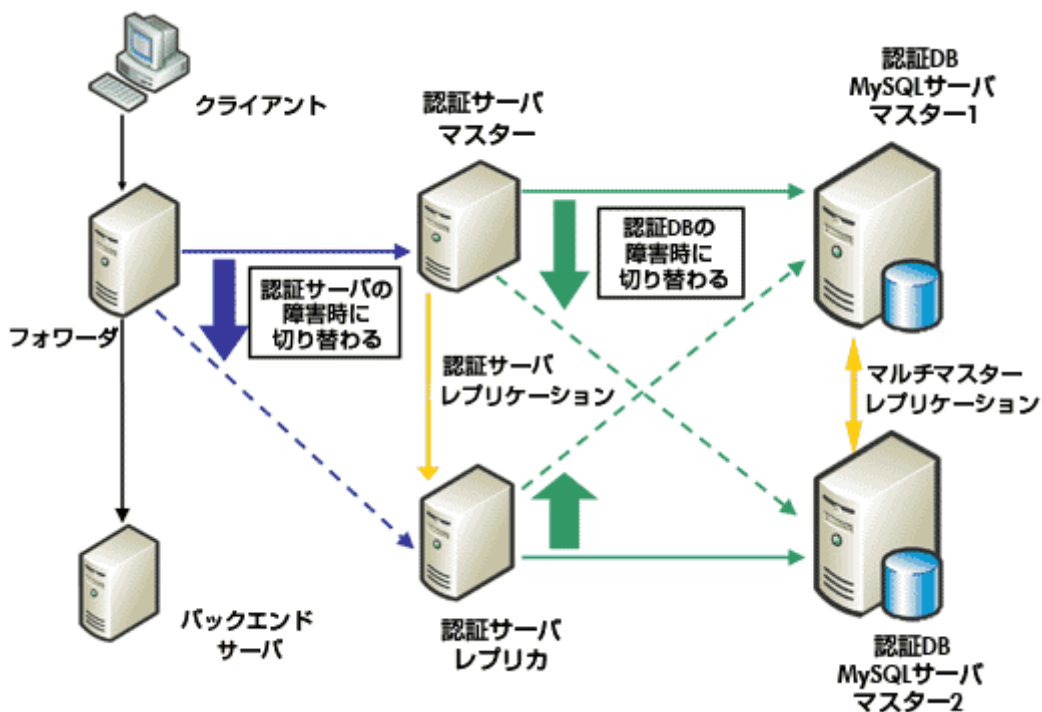 クライアント
認証サーバ
マスター
認証DB
MySQLサーバ
マスター1
認証DBの
障害時に
切り替わる
認証サーバの
障害時に
切り替わる
フォワーダ
認証サーバ
レプリケーション
マルチマスター
レプリケーション
バックエンド
サーバ
認証サーバ
レプリカ
認証DB
MySQLサーバ
マスター2